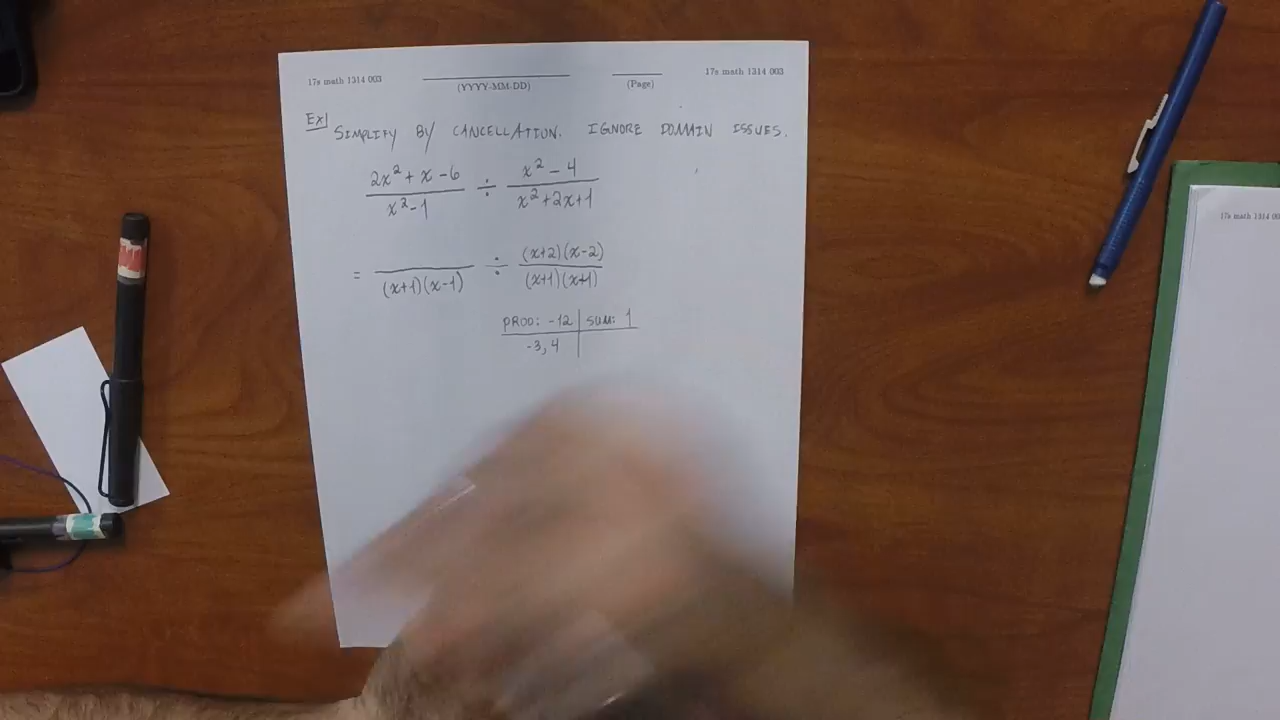 17s math 1314 003 (YYYY-MM-DD) (Page) 17s math 1314 003
Ex1 SIMPLIFY BY CANCELLATION. IGNORE DOMAIN ISSUES.
2x² + x - 6 / x² - 1 ÷ x² - 4 / x² + 2x + 1
= / (x+1)(x-1) ÷ (x+2)(x-2) / (x+1)(x+1)
PROD: -12 | SUM: 1
-3, 4
17s math 1314 00